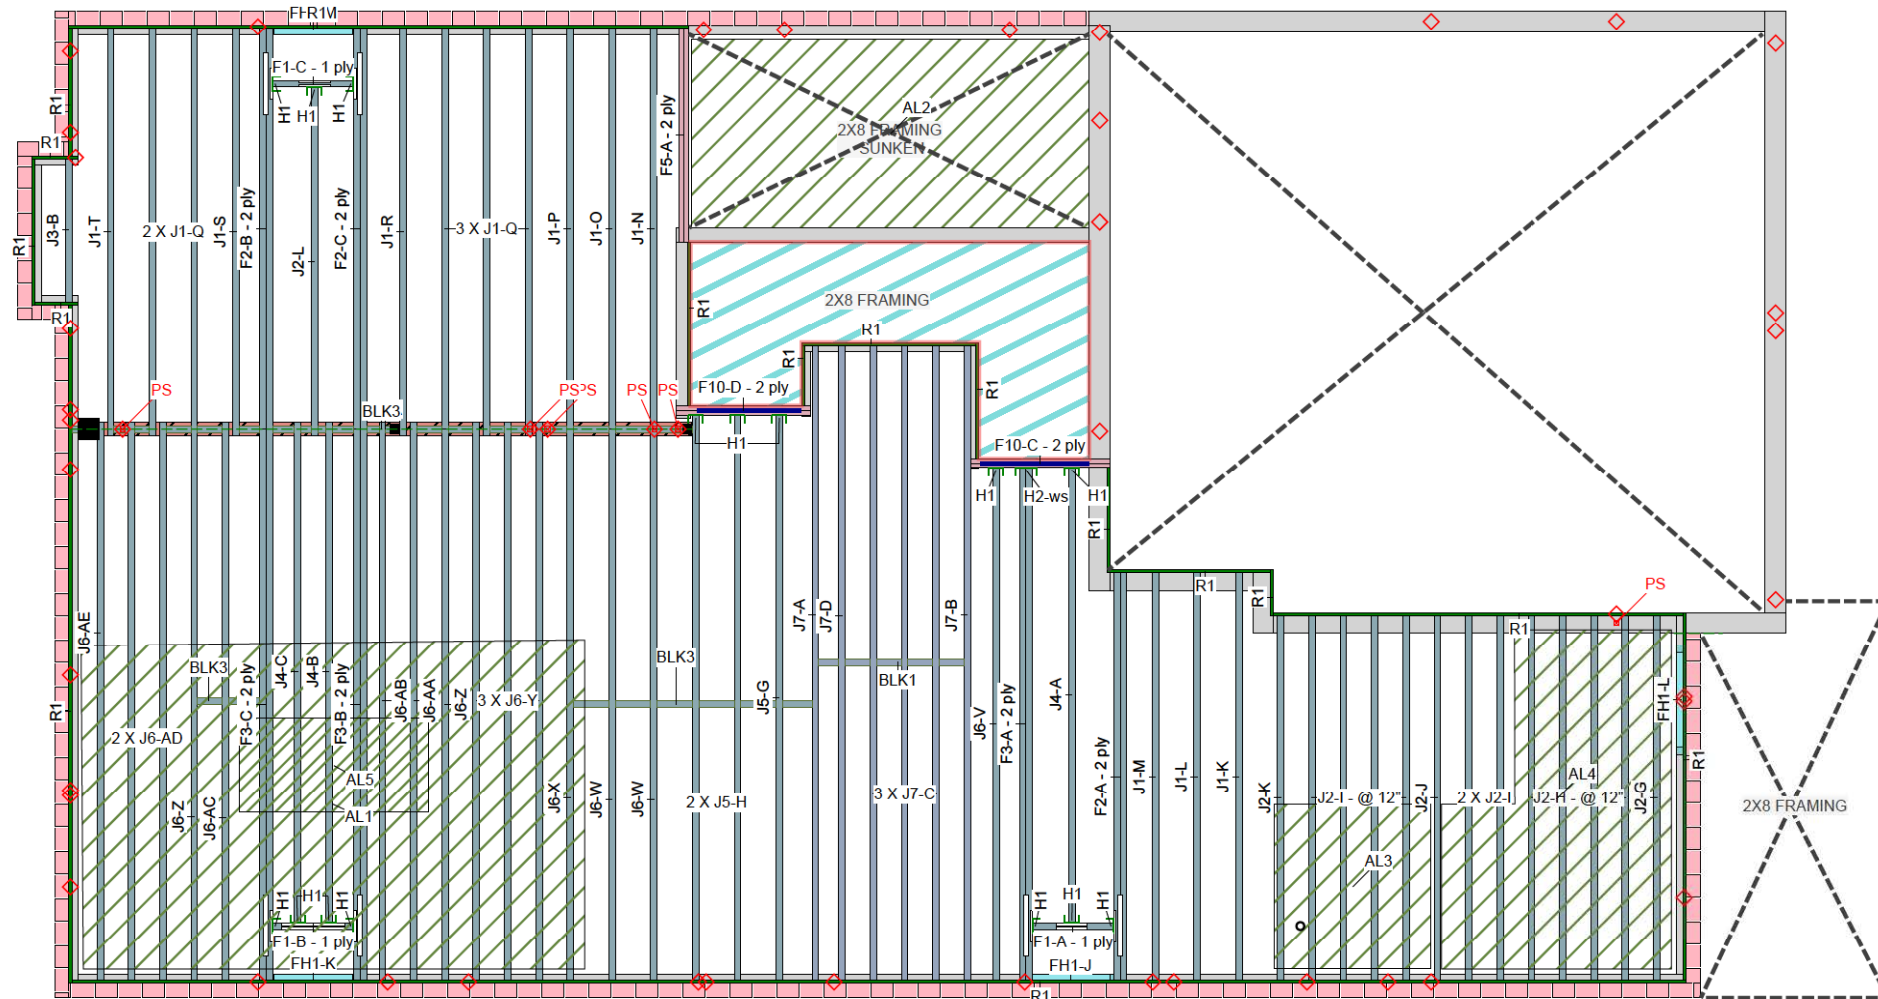 FHR1M
F1-C - 1 ply
H1
H1
H1
R1
R1
R1
R1
J3-B
J1-T
2 X J1-Q
J1-S
F2-B - 2 ply
J2-L
F2-C - 2 ply
J1-R
3 X J1-Q
J1-P
J1-O
J1-N
F5-A - 2 ply
AL2
2X8 FRAMING
SUNKEN
2X8 FRAMING
R1
R1
R1
R1
F10-D - 2 ply
H1
F10-C - 2 ply
H1
H2-ws
H1
R1
PS
BLK3
PS
PS
PS
PS
R1
R1
PS
R1
J6-AE
BLK3
J4-C
J4-B
F3-C - 2 ply
F3-B - 2 ply
J6-AB
J6-AA
J6-Z
3 X J6-Y
BLK3
J5-G
J7-A
J7-D
J7-B
BLK1
J6-V
F3-A - 2 ply
J4-A
R1
2 X J6-AD
J6-Z
J6-AC
AL5
AL1
J6-X
J6-W
J6-W
2 X J5-H
3 X J7-C
F2-A - 2 ply
J1-M
J1-L
J1-K
J2-K
J2-I - @ 12"
J2-J
2 X J2-I
AL4
J2-H - @ 12"
J2-G
FH1-L
R1
2X8 FRAMING
AL3
H1
H1
H1
F1-B - 1 ply
FH1-K
H1
H1
H1
F1-A - 1 ply
FH1-J
R1